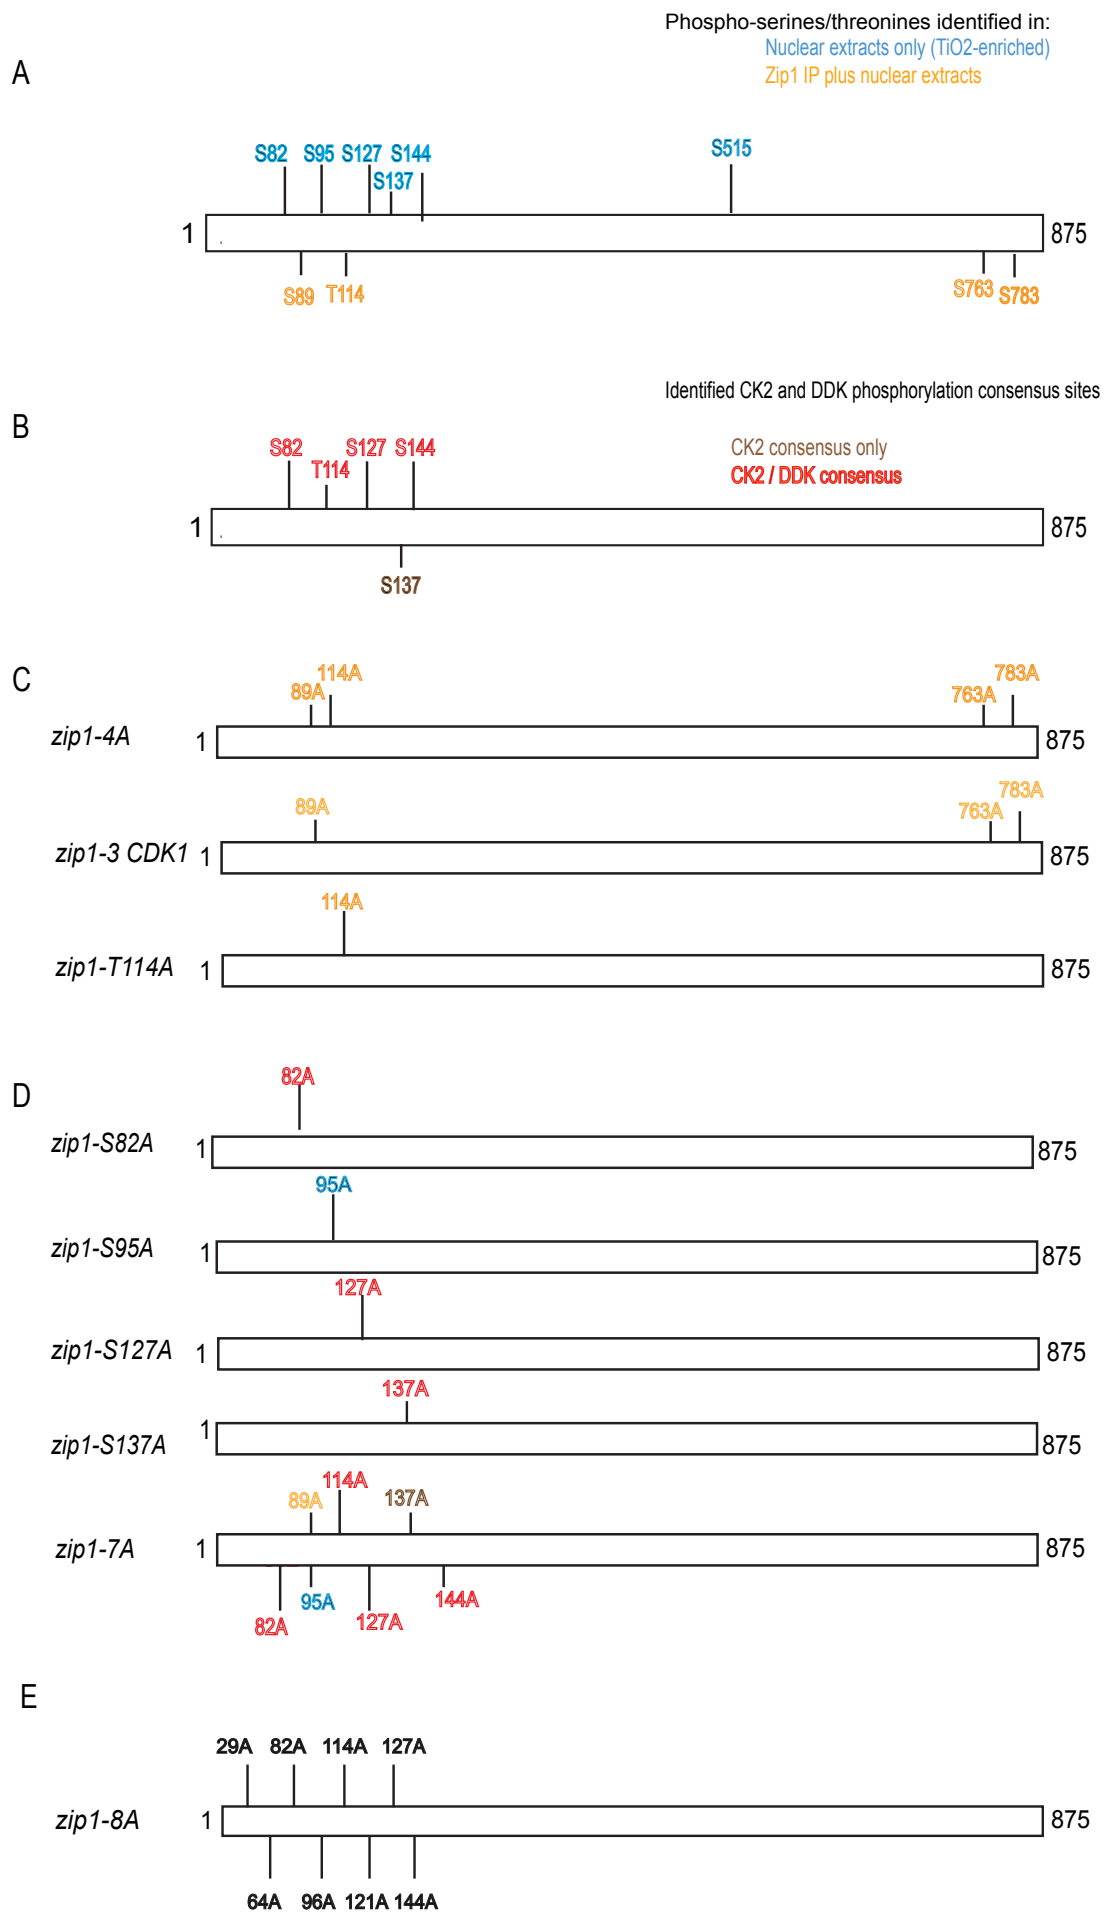 Phospho-serines/threonines identified in:
Nuclear extracts only (TiO2-enriched)
Zip1 IP plus nuclear extracts
A
S82 S95 S127 S144 S515
S137
1 875
S89 T114 S763 S783
Identified CK2 and DDK phosphorylation consensus sites
B
CK2 consensus only
CK2 / DDK consensus
S82 S127 S144
T114
1 875
S137
C
114A 783A
89A 763A
zip1-4A 1 875
783A
89A 763A
zip1-3 CDK1 1 875
114A
zip1-T114A 1 875
D
82A
zip1-S82A 1 875
95A
zip1-S95A 1 875
127A
zip1-S127A 1 875
137A
zip1-S137A 1 875
114A
89A 137A
zip1-7A 1 875
95A 144A
82A 127A
E
29A 82A 114A 127A
zip1-8A 1 875
64A 96A 121A 144A